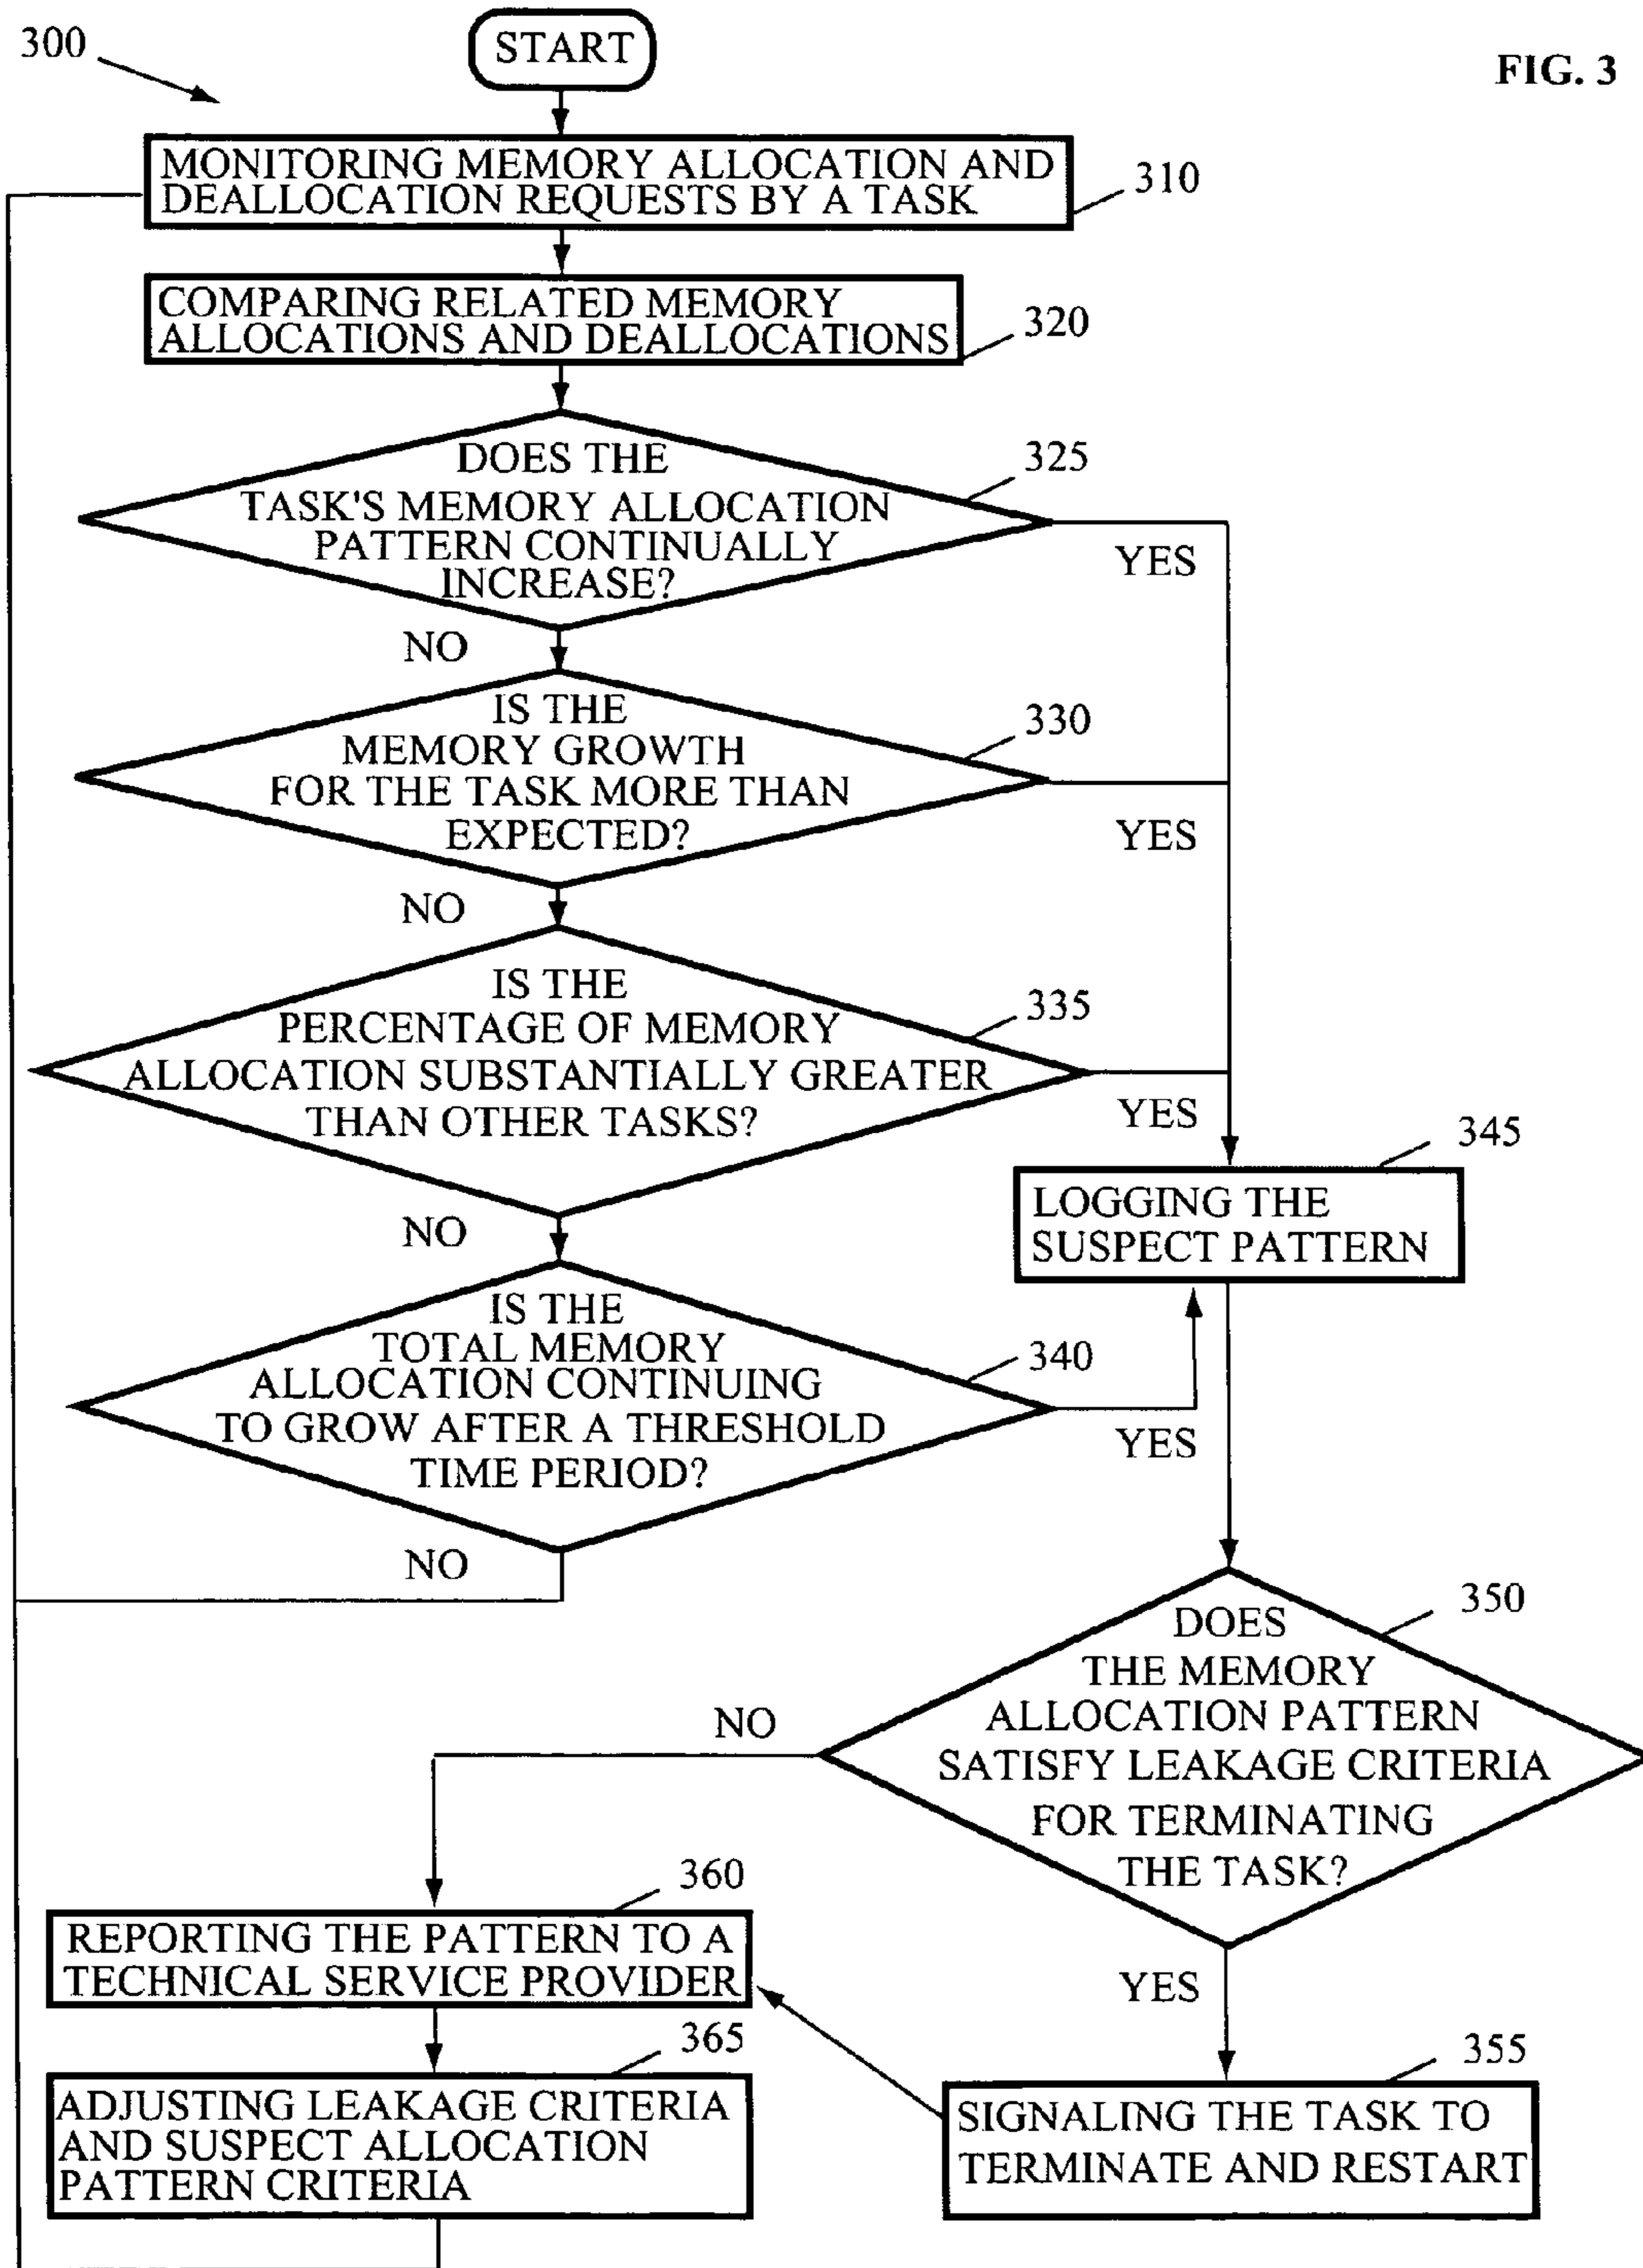 300
START
FIG. 3
MONITORING MEMORY ALLOCATION AND
DEALLOCATION REQUESTS BY A TASK
310
COMPARING RELATED MEMORY
ALLOCATIONS AND DEALLOCATIONS
320
DOES THE
TASK'S MEMORY ALLOCATION
PATTERN CONTINUALLY
INCREASE?
325
YES
NO
IS THE
MEMORY GROWTH
FOR THE TASK MORE THAN
EXPECTED?
330
YES
NO
IS THE
PERCENTAGE OF MEMORY
ALLOCATION SUBSTANTIALLY GREATER
THAN OTHER TASKS?
335
YES
345
LOGGING THE
SUSPECT PATTERN
NO
IS THE
TOTAL MEMORY
ALLOCATION CONTINUING
TO GROW AFTER A THRESHOLD
TIME PERIOD?
340
YES
NO
350
DOES
THE MEMORY
ALLOCATION PATTERN
SATISFY LEAKAGE CRITERIA
FOR TERMINATING
THE TASK?
NO
360
REPORTING THE PATTERN TO A
TECHNICAL SERVICE PROVIDER
YES
365
ADJUSTING LEAKAGE CRITERIA
AND SUSPECT ALLOCATION
PATTERN CRITERIA
355
SIGNALING THE TASK TO
TERMINATE AND RESTART